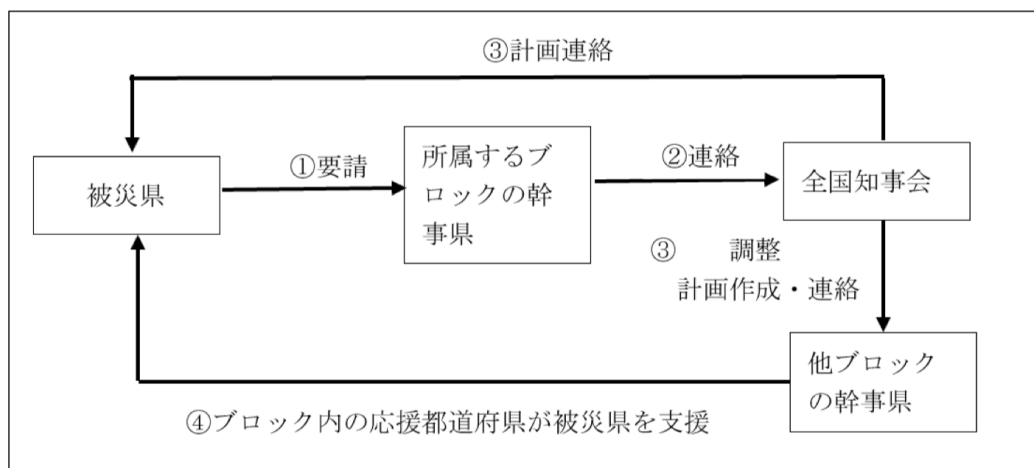 ③計画連絡
被災県
①要請
所属するブ
ロックの幹
事県
②連絡
全国知事会
③　　調整
計画作成・連絡
他ブロック
の幹事県
④ブロック内の応援都道府県が被災県を支援